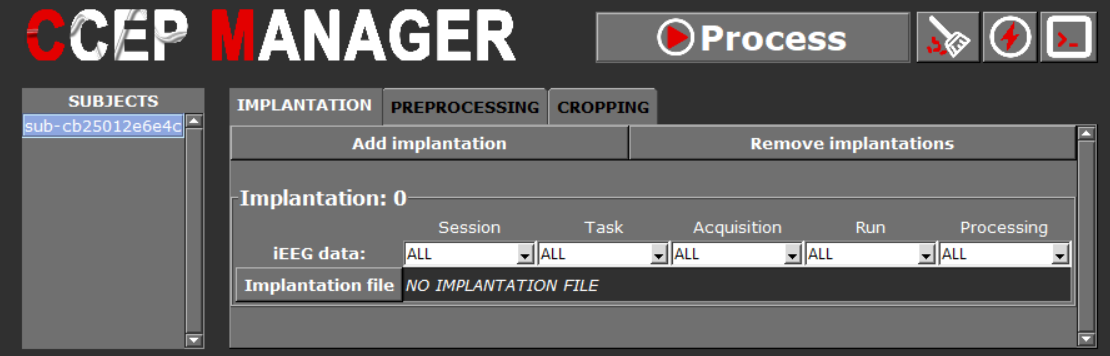 CCEP MANAGER
Process
SUBJECTS
sub-cb25012e6e4c
IMPLANTATION PREPROCESSING CROPPING
Add implantation Remove implantations
Implantation: 0
Session Task Acquisition Run Processing
iEEG data: ALL ALL ALL ALL ALL
Implantation file NO IMPLANTATION FILE